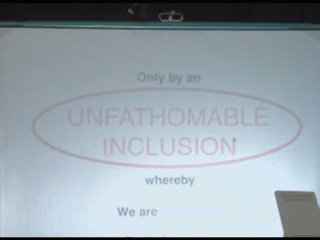 Only by an
UNFATHOMABLE
INCLUSION
whereby
We are